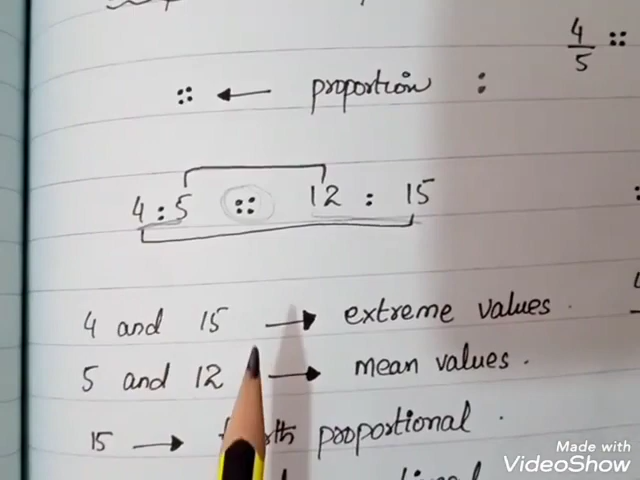 4/5 ::
:: ← proportion :
4 : 5 :: 12 : 15
4 and 15 → extreme values .
5 and 12 → mean values .
15 → proportional .
Made with
VideoShow